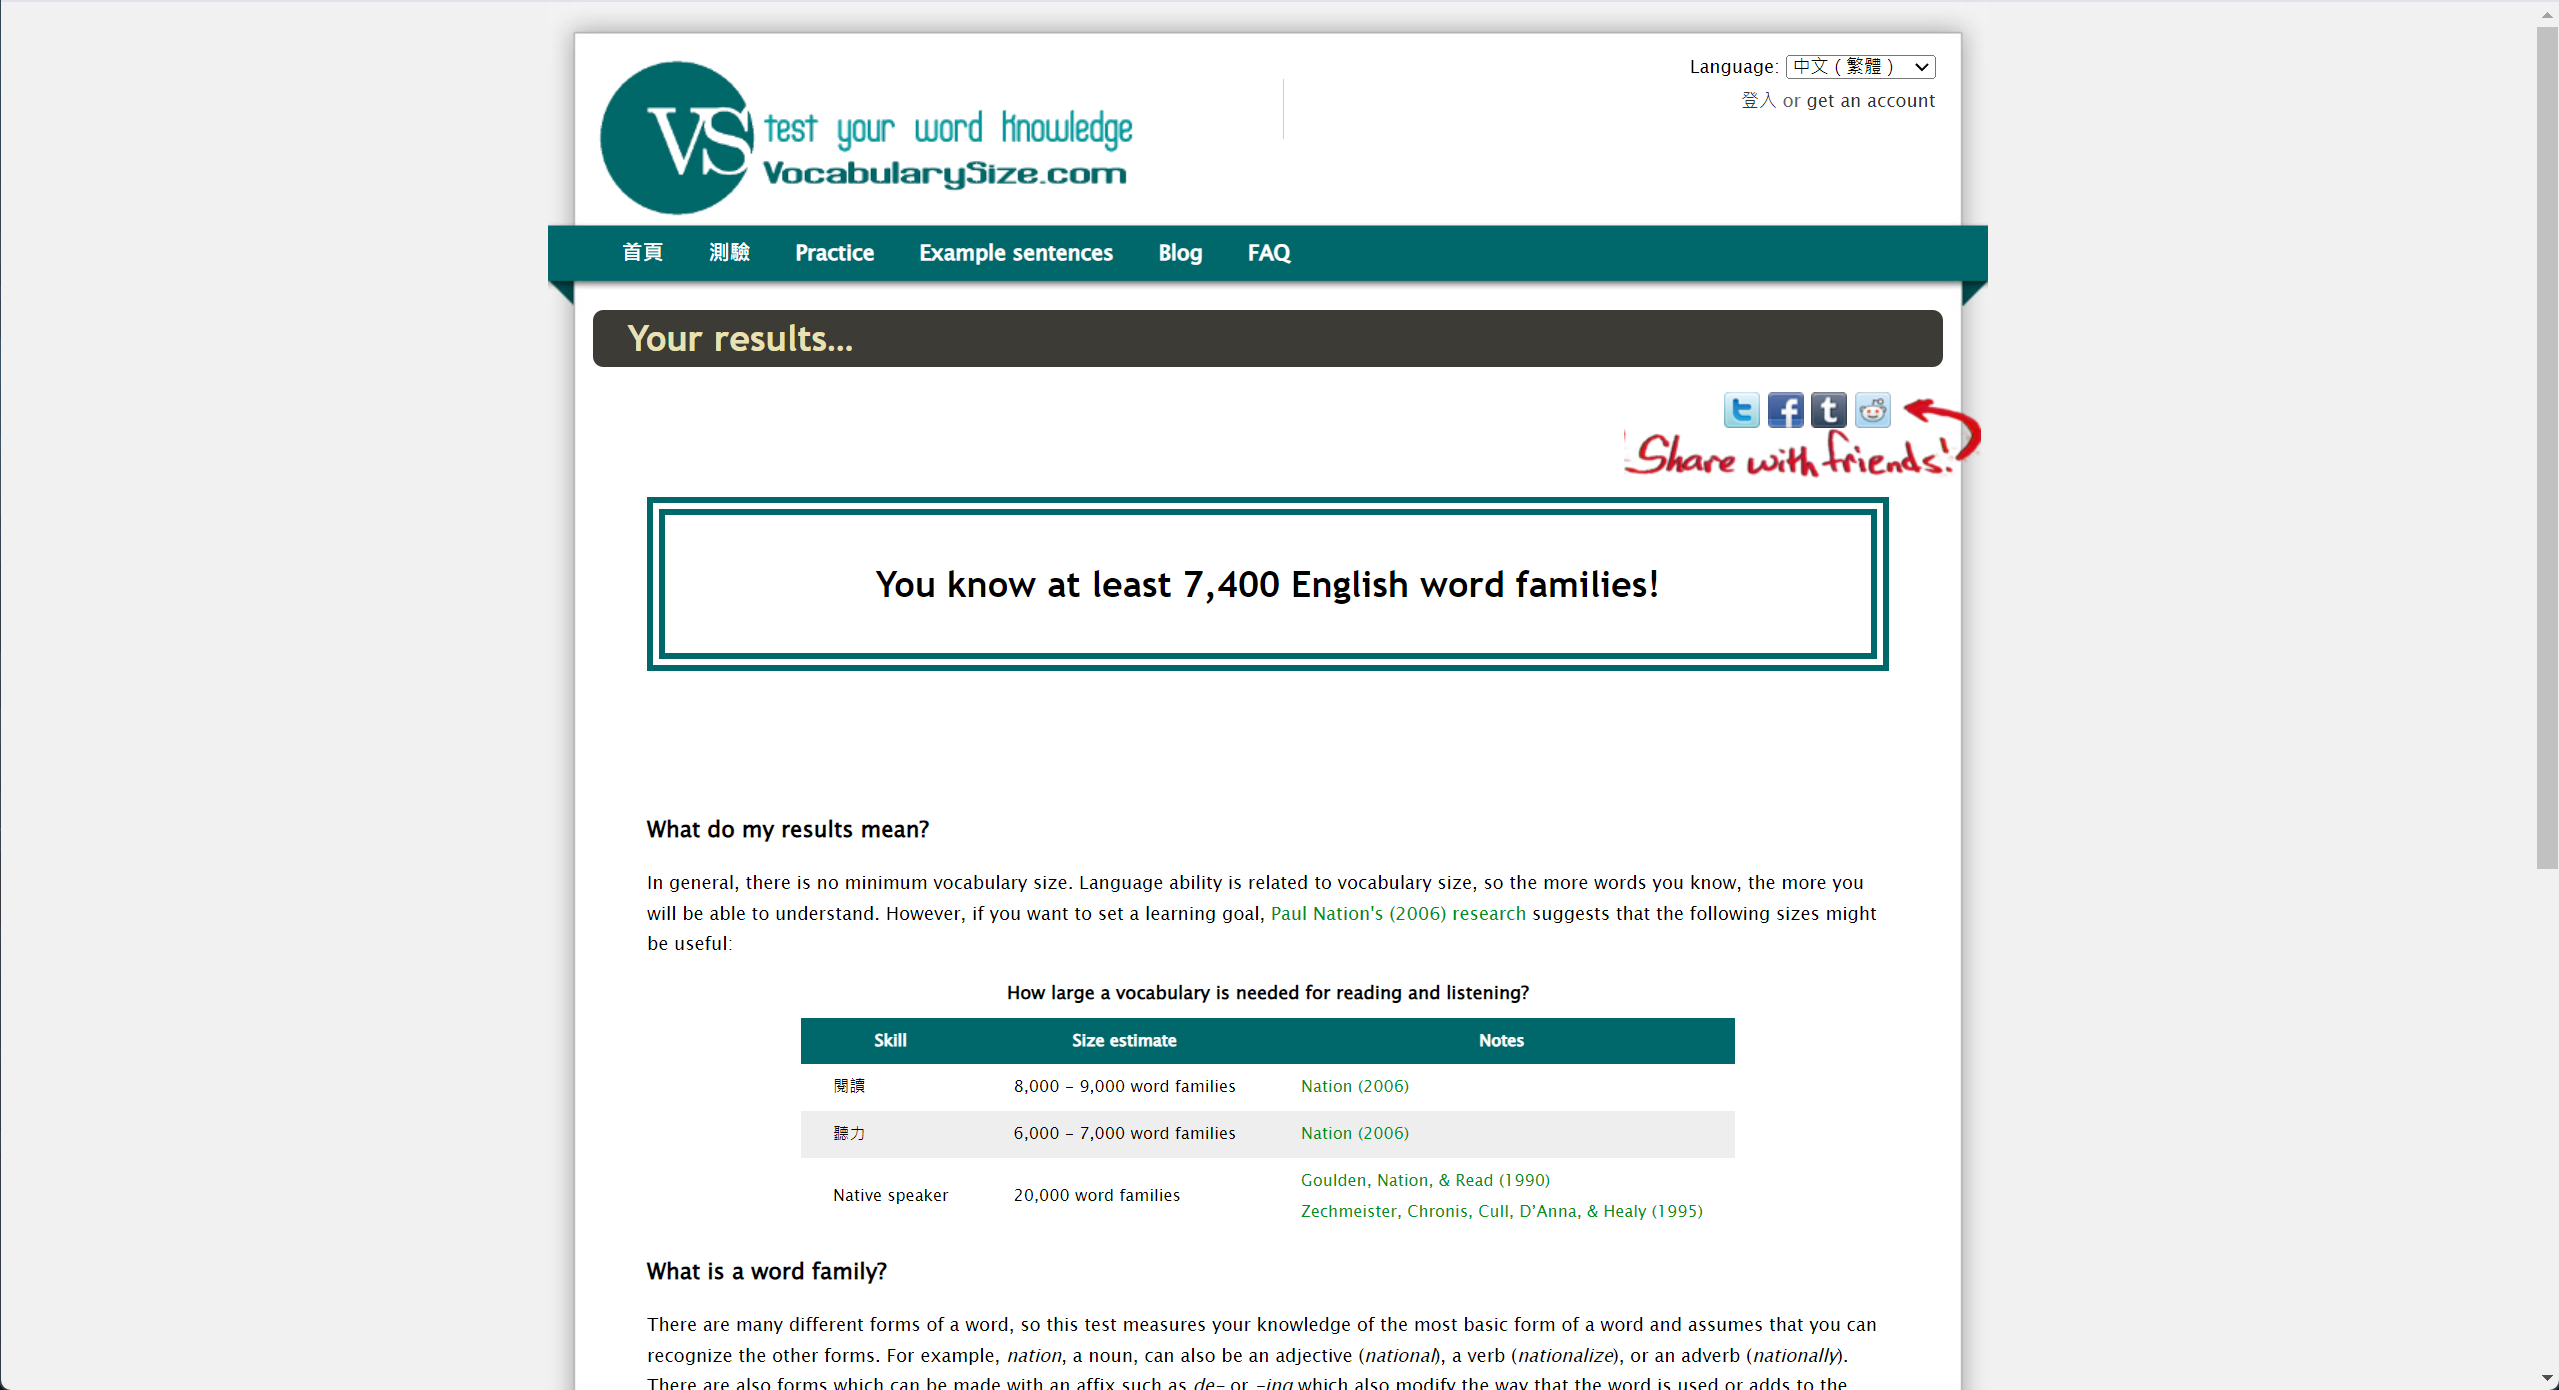 VS test your word knowledge
VocabularySize.com
Language: 中文 ( 繁體 )
登入 or get an account
首頁 測驗 Practice Example sentences Blog FAQ
Your results...
Share with friends!
You know at least 7,400 English word families!
What do my results mean?
In general, there is no minimum vocabulary size. Language ability is related to vocabulary size, so the more words you know, the more you
will be able to understand. However, if you want to set a learning goal, Paul Nation's (2006) research suggests that the following sizes might
be useful:
How large a vocabulary is needed for reading and listening?
Skill Size estimate Notes
閱讀 8,000 – 9,000 word families Nation (2006)
聽力 6,000 – 7,000 word families Nation (2006)
Native speaker 20,000 word families Goulden, Nation, & Read (1990)
Zechmeister, Chronis, Cull, D’Anna, & Healy (1995)
What is a word family?
There are many different forms of a word, so this test measures your knowledge of the most basic form of a word and assumes that you can
recognize the other forms. For example, nation, a noun, can also be an adjective (national), a verb (nationalize), or an adverb (nationally).
There are also forms which can be made with an affix such as de- or -ing which also modify the way that the word is used or adds to the